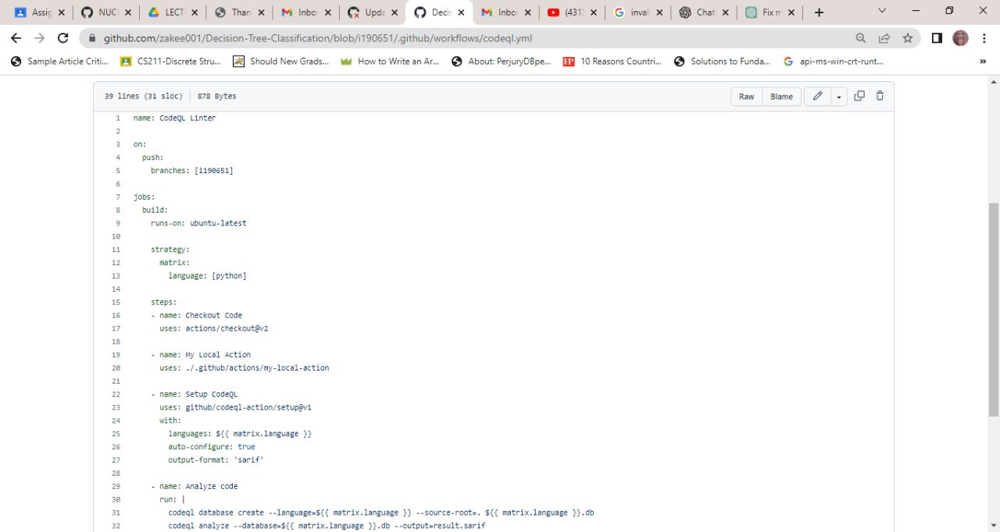 Assig
NUCE
LECT
Than
Inbo
Upda
Decis
Inbo
(431)
inval
Chat
Fix m
github.com/zakee001/Decision-Tree-Classification/blob/i190651/.github/workflows/codeql.yml
Sample Article Criti...
CS211-Discrete Stru...
Should New Grads...
How to Write an Ar...
About: PerjuryDBpe...
FP
10 Reasons Countri...
Solutions to Funda...
api-ms-win-crt-runt...
39 lines (31 sloc)
878 Bytes
Raw
Blame
1 name: CodeQL Linter
2
3 on:
4 push:
5 branches: [i190651]
6
7 jobs:
8 build:
9 runs-on: ubuntu-latest
10
11 strategy:
12 matrix:
13 language: [python]
14
15 steps:
16 - name: Checkout Code
17 uses: actions/checkout@v2
18
19 - name: My Local Action
20 uses: ./.github/actions/my-local-action
21
22 - name: Setup CodeQL
23 uses: github/codeql-action/setup@v1
24 with:
25 languages: ${{ matrix.language }}
26 auto-configure: true
27 output-format: 'sarif'
28
29 - name: Analyze code
30 run: |
31 codeql database create --language=${{ matrix.language }} --source-root=. ${{ matrix.language }}.db
32 codeql analyze --database=${{ matrix.language }}.db --output=result.sarif